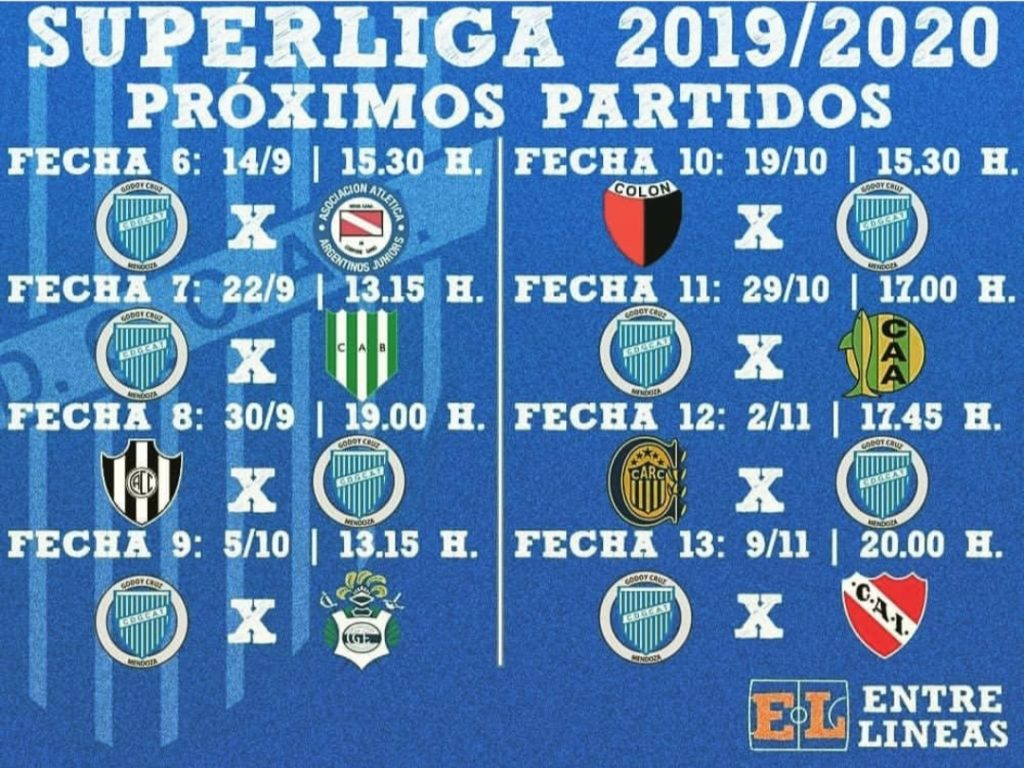 SUPERLIGA 2019/2020
PRÓXIMOS PARTIDOS
FECHA 6: 14/9 | 15.30 H.
GODOY CRUZ
C D G C A T
MENDOZA
X
ASOCIACION ATLETICA
ARGENTINOS JUNIORS
FECHA 7: 22/9 | 13.15 H.
GODOY CRUZ
C D G C A T
MENDOZA
X
C A B
FECHA 8: 30/9 | 19.00 H.
X
GODOY CRUZ
C D G C A T
MENDOZA
FECHA 9: 5/10 | 13.15 H.
GODOY CRUZ
C D G C A T
MENDOZA
X
FECHA 10: 19/10 | 15.30 H.
COLON
X
GODOY CRUZ
C D G C A T
MENDOZA
FECHA 11: 29/10 | 17.00 H.
GODOY CRUZ
C D G C A T
MENDOZA
X
CAA
FECHA 12: 2/11 | 17.45 H.
CARC
X
GODOY CRUZ
C D G C A T
MENDOZA
FECHA 13: 9/11 | 20.00 H.
GODOY CRUZ
C D G C A T
MENDOZA
X
C.A.I.
EL ENTRE
LINEAS